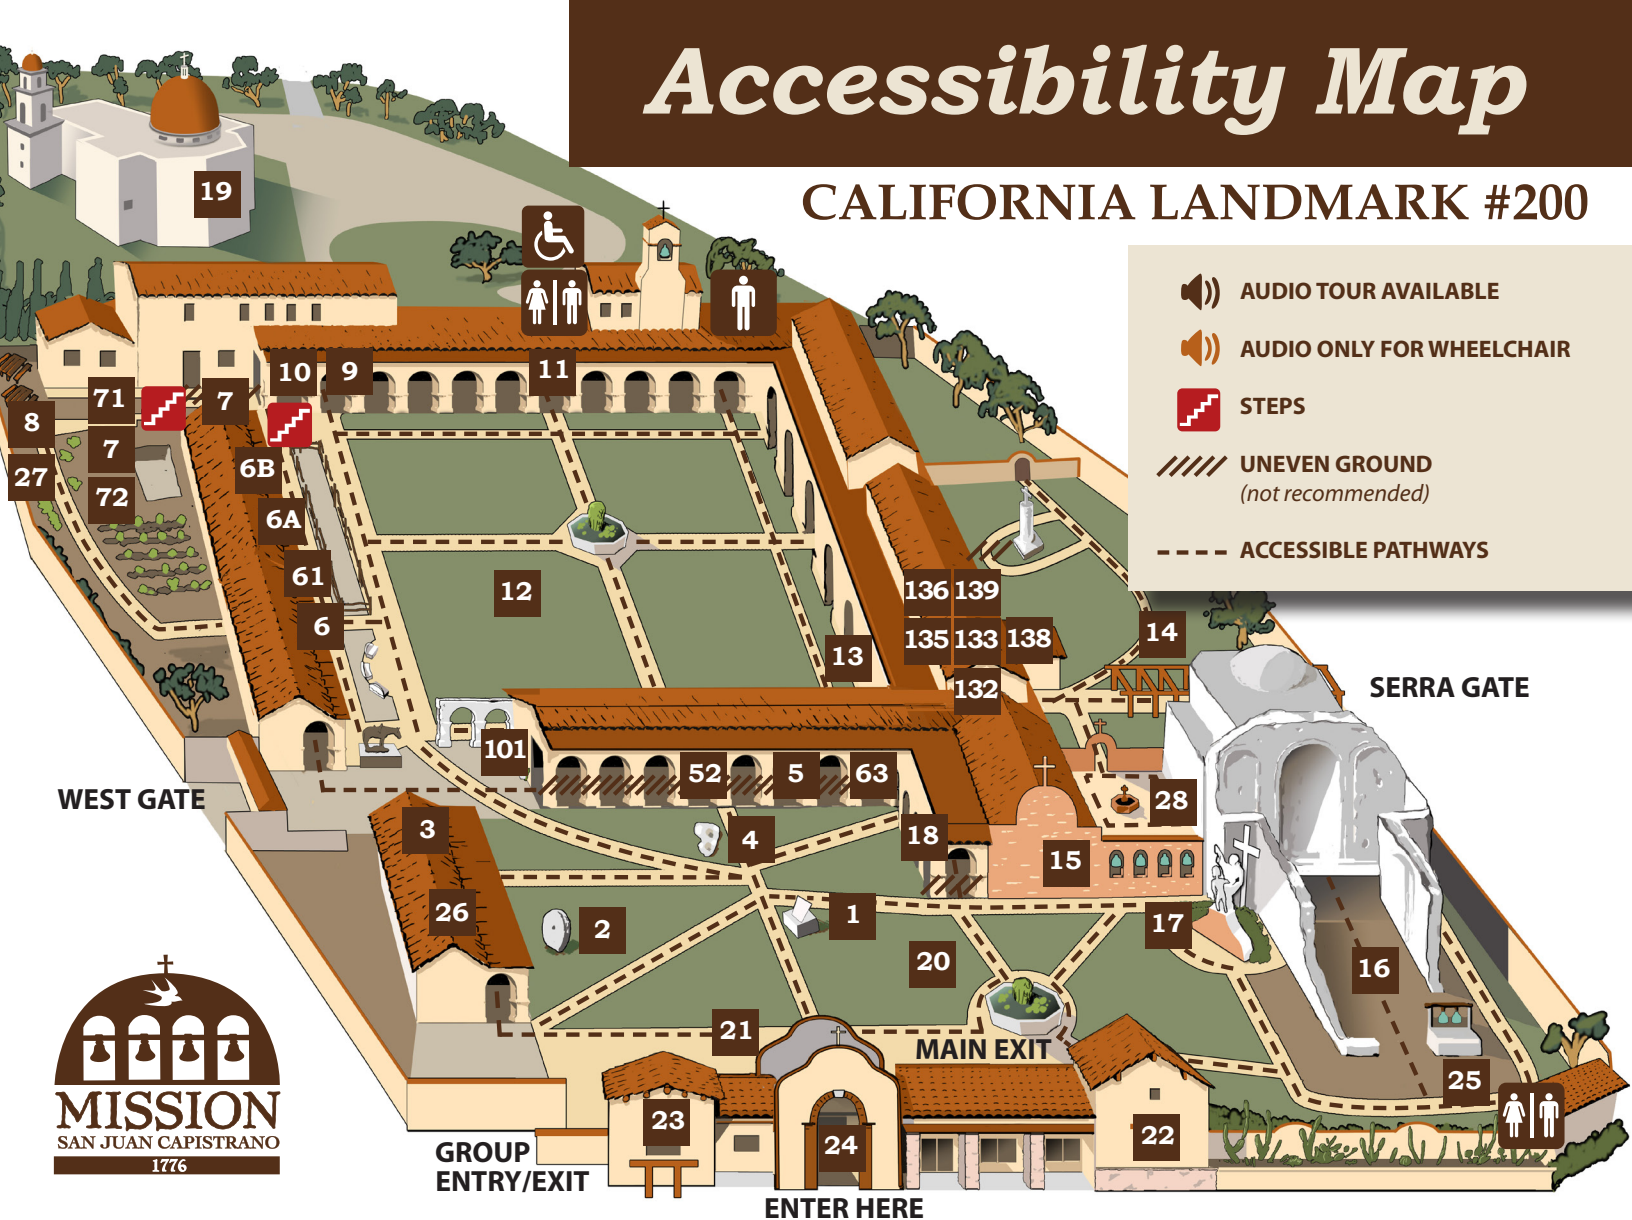 Accessibility Map
CALIFORNIA LANDMARK #200
AUDIO TOUR AVAILABLE
AUDIO ONLY FOR WHEELCHAIR
STEPS
UNEVEN GROUND
(not recommended)
ACCESSIBLE PATHWAYS
19
10
9
11
71
7
8
7
27
72
6B
6A
61
6
12
13
136
139
135
133
138
132
14
SERRA GATE
101
52
5
63
28
WEST GATE
3
4
18
15
26
2
1
17
20
16
21
MAIN EXIT
25
23
24
22
GROUP
ENTRY/EXIT
ENTER HERE
MISSION
SAN JUAN CAPISTRANO
1776